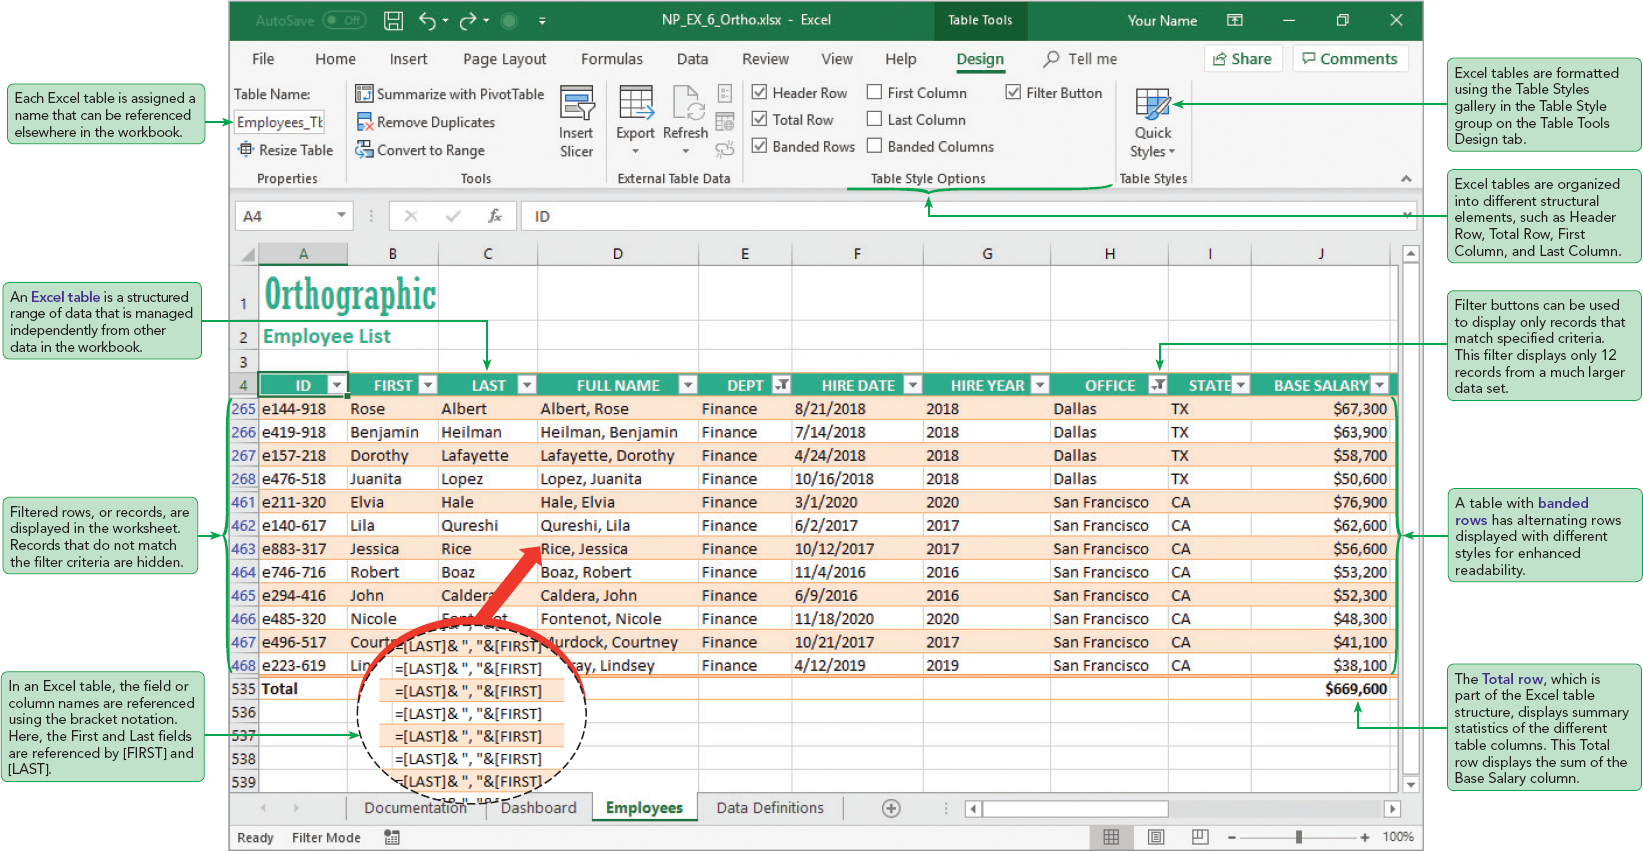 AutoSave Off
NP_EX_6_Ortho.xlsx - Excel
Table Tools
Your Name
File Home Insert Page Layout Formulas Data Review View Help Design Tell me Share Comments
Table Name:
Employees_Tb
Resize Table
Properties
Summarize with PivotTable
Remove Duplicates
Convert to Range
Tools
Insert
Slicer
Export Refresh
External Table Data
Header Row First Column Filter Button
Total Row Last Column
Banded Rows Banded Columns
Table Style Options
Quick
Styles
Table Styles
A4 fx ID
A B C D E F G H I J
1 Orthographic
2 Employee List
3
4 ID FIRST LAST FULL NAME DEPT HIRE DATE HIRE YEAR OFFICE STATE BASE SALARY
265 e144-918 Rose Albert Albert, Rose Finance 8/21/2018 2018 Dallas TX $67,300
266 e419-918 Benjamin Heilman Heilman, Benjamin Finance 7/14/2018 2018 Dallas TX $63,900
267 e157-218 Dorothy Lafayette Lafayette, Dorothy Finance 4/24/2018 2018 Dallas TX $58,700
268 e476-518 Juanita Lopez Lopez, Juanita Finance 10/16/2018 2018 Dallas TX $50,600
461 e211-320 Elvia Hale Hale, Elvia Finance 3/1/2020 2020 San Francisco CA $76,900
462 e140-617 Lila Qureshi Qureshi, Lila Finance 6/2/2017 2017 San Francisco CA $62,600
463 e883-317 Jessica Rice Rice, Jessica Finance 10/12/2017 2017 San Francisco CA $56,600
464 e746-716 Robert Boaz Boaz, Robert Finance 11/4/2016 2016 San Francisco CA $53,200
465 e294-416 John Caldera Caldera, John Finance 6/9/2016 2016 San Francisco CA $52,300
466 e485-320 Nicole Fontenot, Nicole Finance 11/18/2020 2020 San Francisco CA $48,300
467 e496-517 Murdock, Courtney Finance 10/21/2017 2017 San Francisco CA $41,100
468 e223-619 Lindsey Finance 4/12/2019 2019 San Francisco CA $38,100
535 Total $669,600
536
537
538
539
=[LAST]& ", "&[FIRST]
=[LAST]& ", "&[FIRST]
=[LAST]& ", "&[FIRST]
=[LAST]& ", "&[FIRST]
=[LAST]& ", "&[FIRST]
=[LAST]& ", "&[FIRST]
=[LAST]& ", "&[FIRST]
Documentation Dashboard Employees Data Definitions
Ready Filter Mode 100%
Each Excel table is assigned a
name that can be referenced
elsewhere in the workbook.
An Excel table is a structured
range of data that is managed
independently from other
data in the workbook.
Filtered rows, or records, are
displayed in the worksheet.
Records that do not match
the filter criteria are hidden.
In an Excel table, the field or
column names are referenced
using the bracket notation.
Here, the First and Last fields
are referenced by [FIRST] and
[LAST].
Excel tables are formatted
using the Table Styles
gallery in the Table Style
group on the Table Tools
Design tab.
Excel tables are organized
into different structural
elements, such as Header
Row, Total Row, First
Column, and Last Column.
Filter buttons can be used
to display only records that
match specified criteria.
This filter displays only 12
records from a much larger
data set.
A table with banded
rows has alternating rows
displayed with different
styles for enhanced
readability.
The Total row, which is
part of the Excel table
structure, displays summary
statistics of the different
table columns. This Total
row displays the sum of the
Base Salary column.